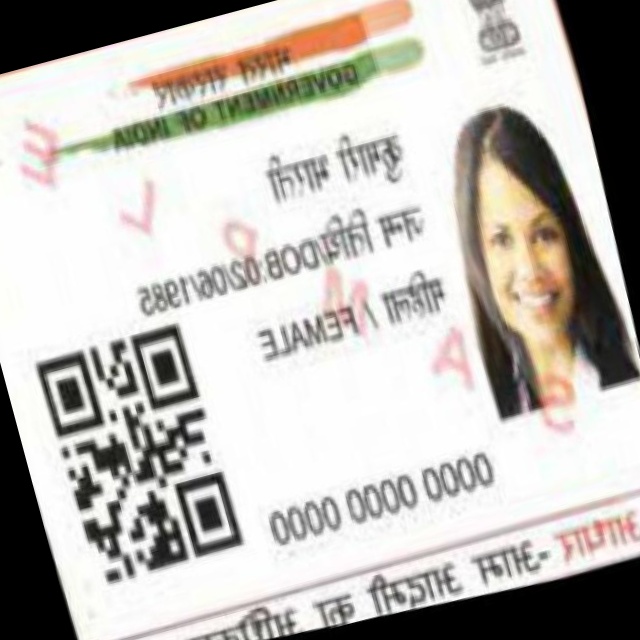 भारत सरकार
GOVERNMENT OF INDIA
कुमारी
जन्म तिथि/DOB:02/06/1985
महिला / FEMALE
0000 0000 0000
आधार -आम आदमी का अधिकार
SAMPLE